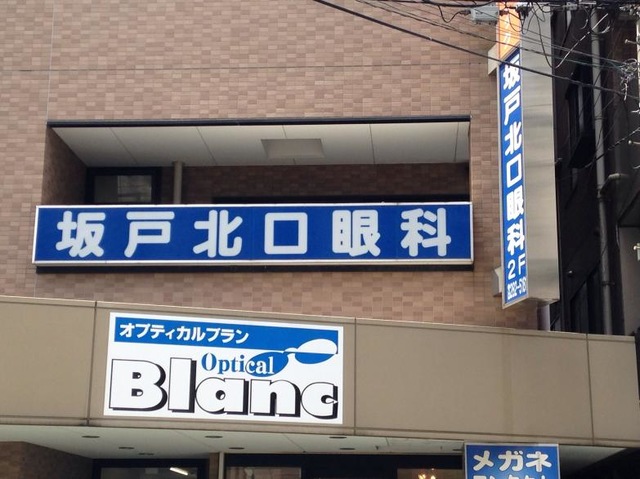 坂戸北口眼科
坂戸北口眼科
2F
オプティカルブラン
Optical
Blanc
メガネ